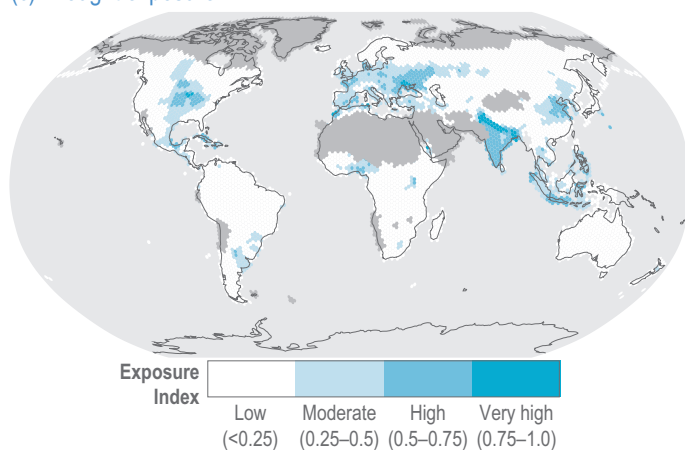 Exposure
Index
Low
(<0.25)
Moderate
(0.25–0.5)
High
(0.5–0.75)
Very high
(0.75–1.0)